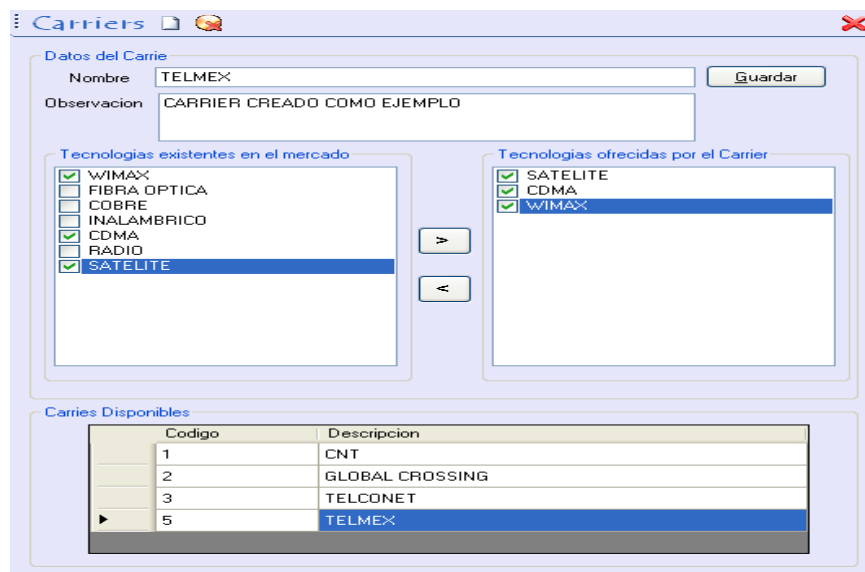 Carriers
Datos del Carrie
Nombre TELMEX Guardar
Observacion CARRIER CREADO COMO EJEMPLO
Tecnologias existentes en el mercado
WIMAX
FIBRA OPTICA
COBRE
INALAMBRICO
CDMA
RADIO
SATELITE
>
<
Tecnologias ofrecidas por el Carrier
SATELITE
CDMA
WIMAX
Carries Disponibles
Codigo Descripcion
1 CNT
2 GLOBAL CROSSING
3 TELCONET
5 TELMEX